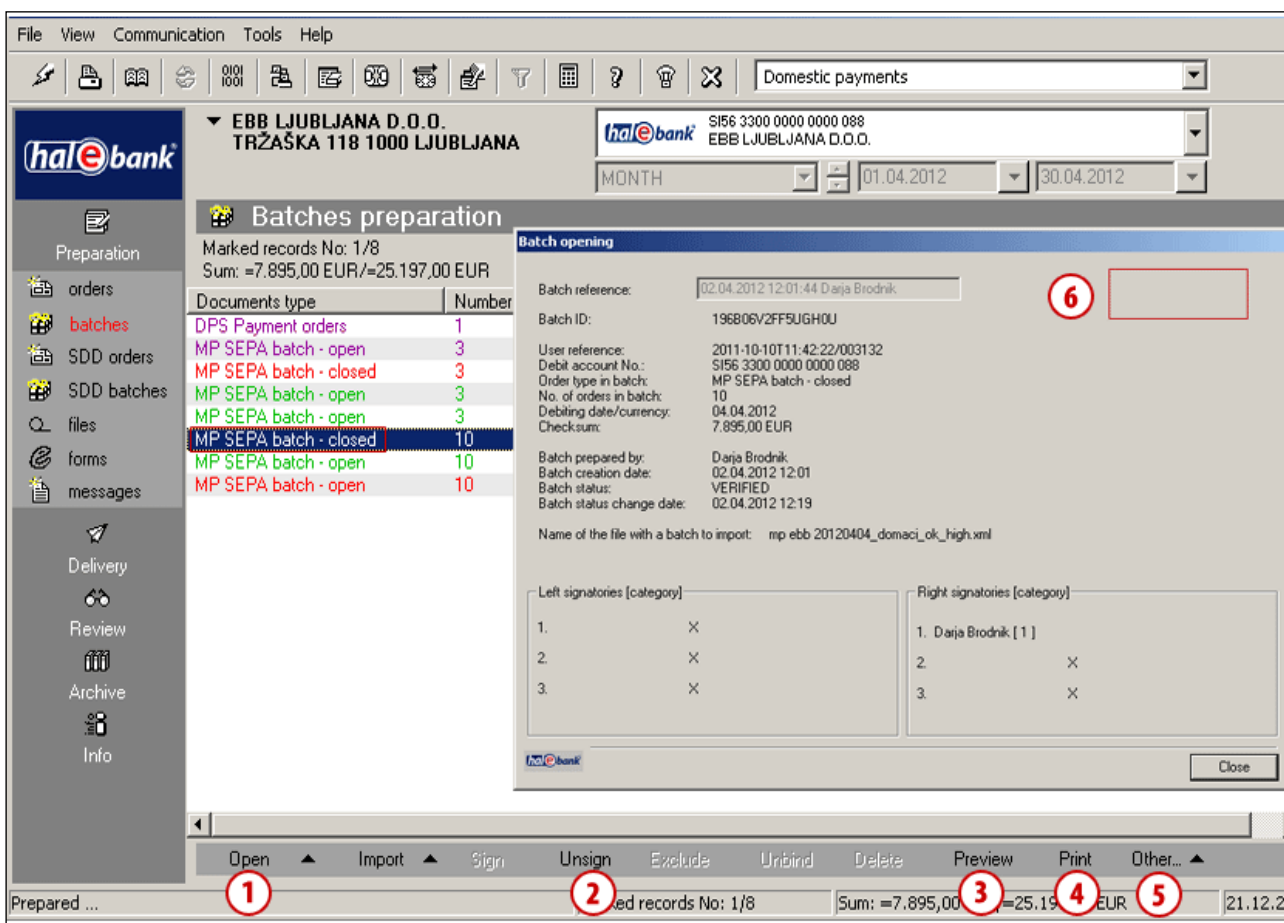 File View Communication Tools Help
Domestic payments
halebank
EBB LJUBLJANA D.O.O.
TRŽAŠKA 118 1000 LJUBLJANA
halebank
SI56 3300 0000 0000 088
EBB LJUBLJANA D.O.O.
MONTH 01.04.2012 30.04.2012
Preparation
orders
batches
SDD orders
SDD batches
files
forms
messages
Delivery
Review
Archive
Info
Batches preparation
Marked records No: 1/8
Sum: =7.895,00 EUR/=25.197,00 EUR
Documents type Number
DPS Payment orders 1
MP SEPA batch - open 3
MP SEPA batch - closed 3
MP SEPA batch - open 3
MP SEPA batch - open 3
MP SEPA batch - closed 10
MP SEPA batch - open 10
MP SEPA batch - open 10
Batch opening
Batch reference: 02.04.2012 12:01:44 Darja Brodnik
6
Batch ID: 196B06V2FF5UGH0U
User reference: 2011-10-10T11:42:22/003132
Debit account No.: SI56 3300 0000 0000 088
Order type in batch: MP SEPA batch - closed
No. of orders in batch: 10
Debiting date/currency: 04.04.2012
Checksum: 7.895,00 EUR
Batch prepared by: Darja Brodnik
Batch creation date: 02.04.2012 12:01
Batch status: VERIFIED
Batch status change date: 02.04.2012 12:19
Name of the file with a batch to import: mp ebb 20120404_domaci_ok_high.xml
Left signatories [category]
1. X
2. X
3. X
Right signatories [category]
1. Darja Brodnik [ 1 ]
2. X
3. X
halebank
Close
Open Import Sign Unsign Exclude Unbind Delete Preview Print Other...
1 2 3 4 5
Prepared ... ked records No: 1/8 Sum: =7.895,00 =25.19 EUR 21.12.2